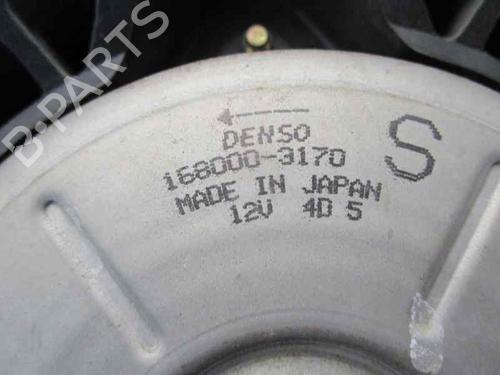 B-PARTS
DENSO
168000-3170
S
MADE IN JAPAN
12V 4D 5